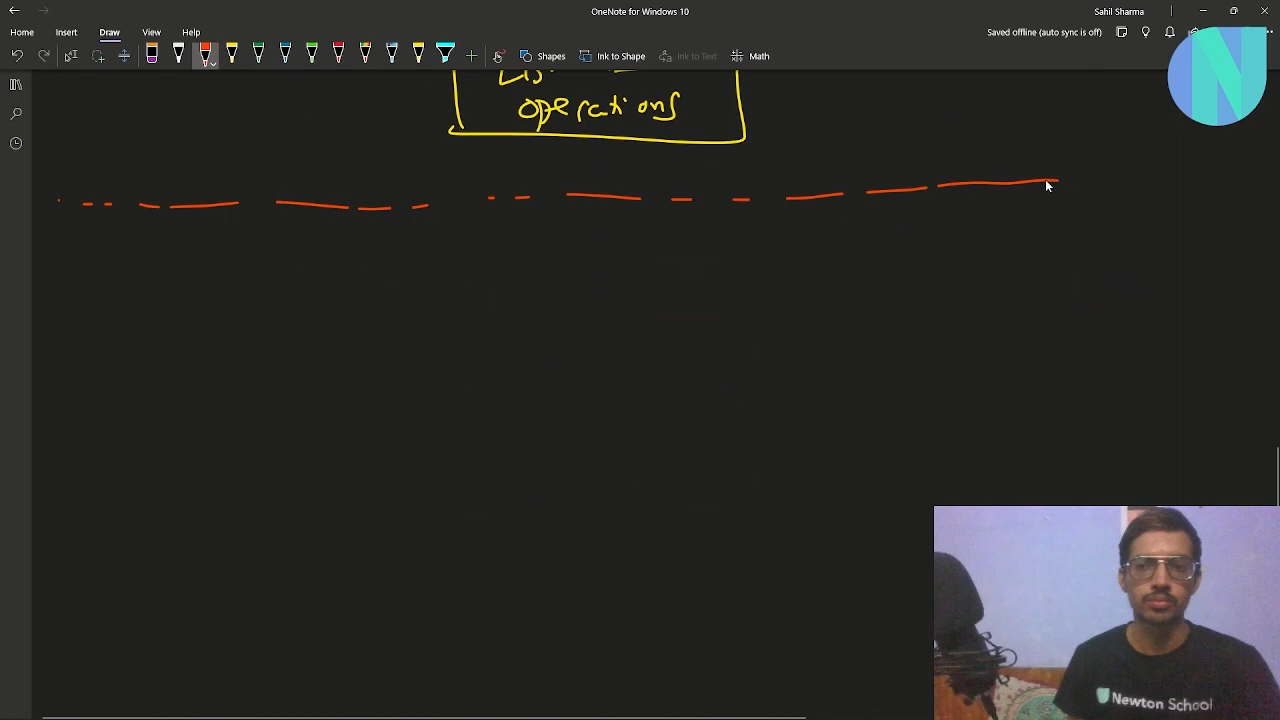 OneNote for Windows 10
Sahil Sharma
Home Insert Draw View Help
Saved offline (auto sync is off)
Shapes Ink to Shape Ink to Text Math
operations
Newton School